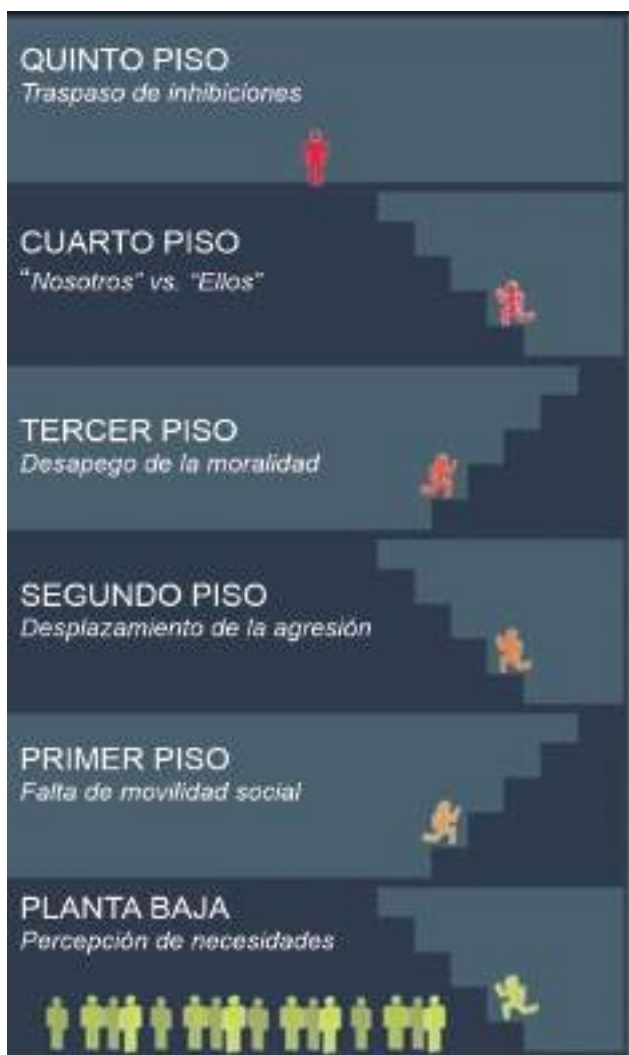 QUINTO PISO
Traspaso de inhibiciones
CUARTO PISO
“Nosotros” vs. “Ellos”
TERCER PISO
Desapego de la moralidad
SEGUNDO PISO
Desplazamiento de la agresión
PRIMER PISO
Falta de movilidad social
PLANTA BAJA
Percepción de necesidades